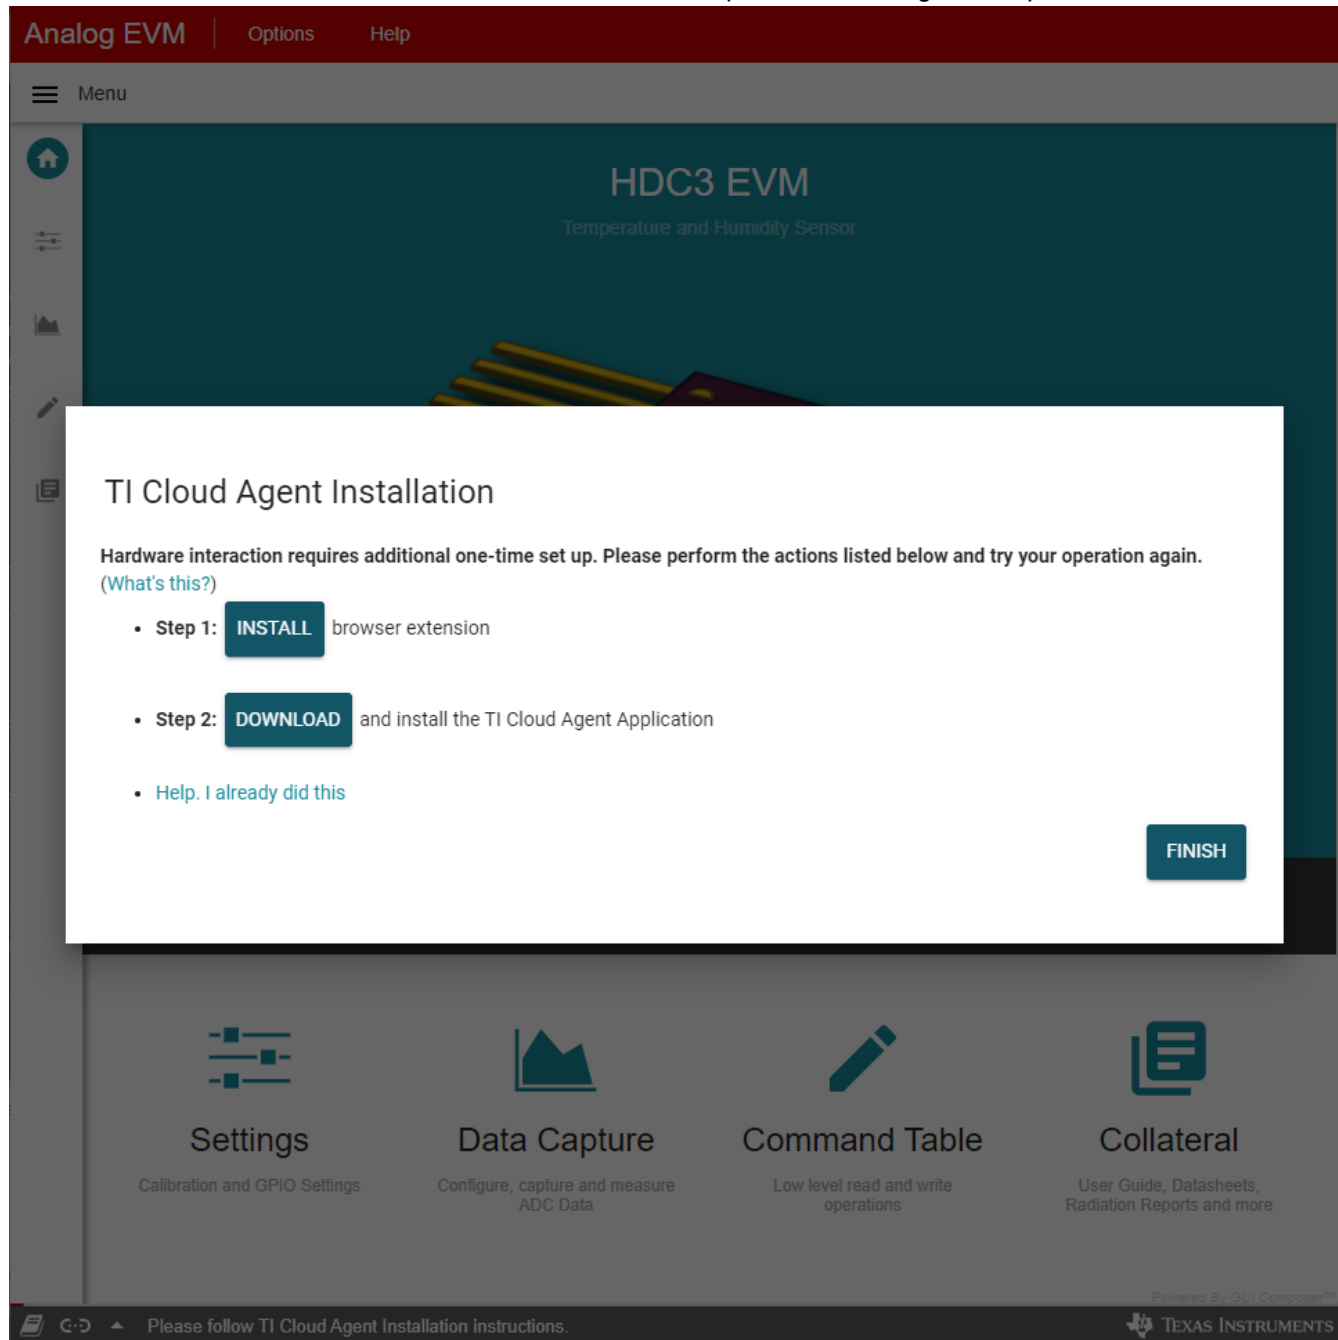 Analog EVM
Options
Help
Menu
HDC3 EVM
Temperature and Humidity Sensor
TI Cloud Agent Installation
Hardware interaction requires additional one-time set up. Please perform the actions listed below and try your operation again.
(What's this?)
• Step 1: INSTALL browser extension
• Step 2: DOWNLOAD and install the TI Cloud Agent Application
• Help. I already did this
FINISH
Settings
Calibration and GPIO Settings
Data Capture
Configure, capture and measure
ADC Data
Command Table
Low level read and write
operations
Collateral
User Guide, Datasheets,
Radiation Reports and more
Powered By GUI Composer™
Please follow TI Cloud Agent Installation instructions.
TEXAS INSTRUMENTS